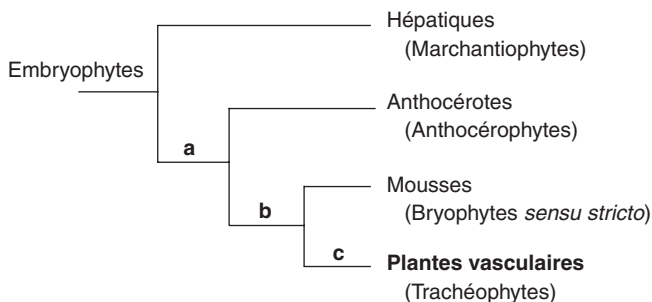 Hépatiques
(Marchantiophytes)
Embryophytes
Anthocérotes
(Anthocérophytes)
a
Mousses
(Bryophytes sensu stricto)
b
c
Plantes vasculaires
(Trachéophytes)